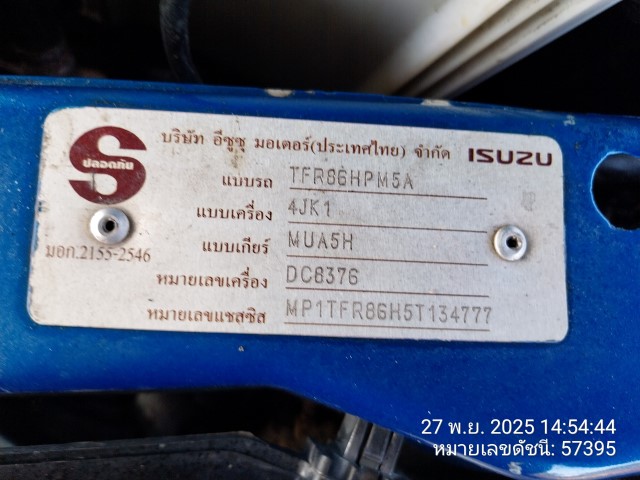 บริษัท อีซูซุ มอเตอร์(ประเทศไทย) จำกัด ISUZU
S
ปลอดภัย
แบบรถ TFR86HPM5A
แบบเครื่อง 4JK1
แบบเกียร์ MUA5H
มอก.2155-2546
หมายเลขเครื่อง DC8376
หมายเลขแชสซิส MP1TFR86H5T134777
27 พ.ย. 2025 14:54:44
หมายเลขดัชนี: 57395